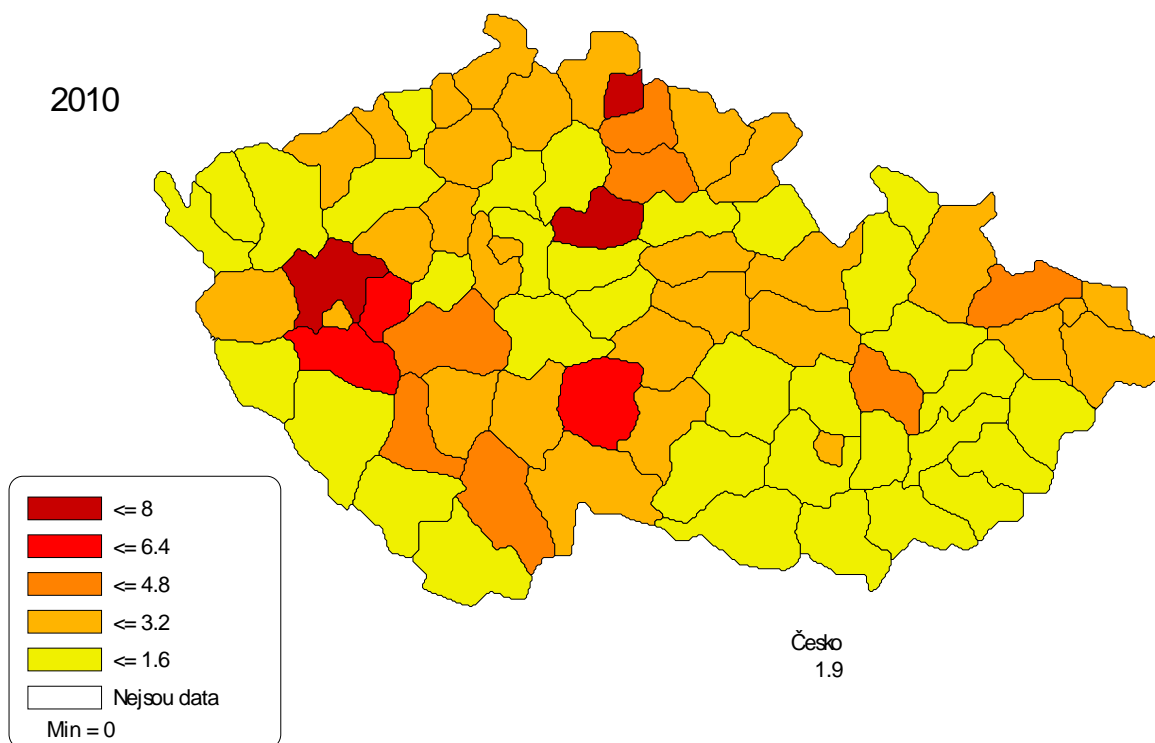 2010
<= 8
<= 6.4
<= 4.8
<= 3.2
<= 1.6
Nejsou data
Min = 0
Česko
1.9